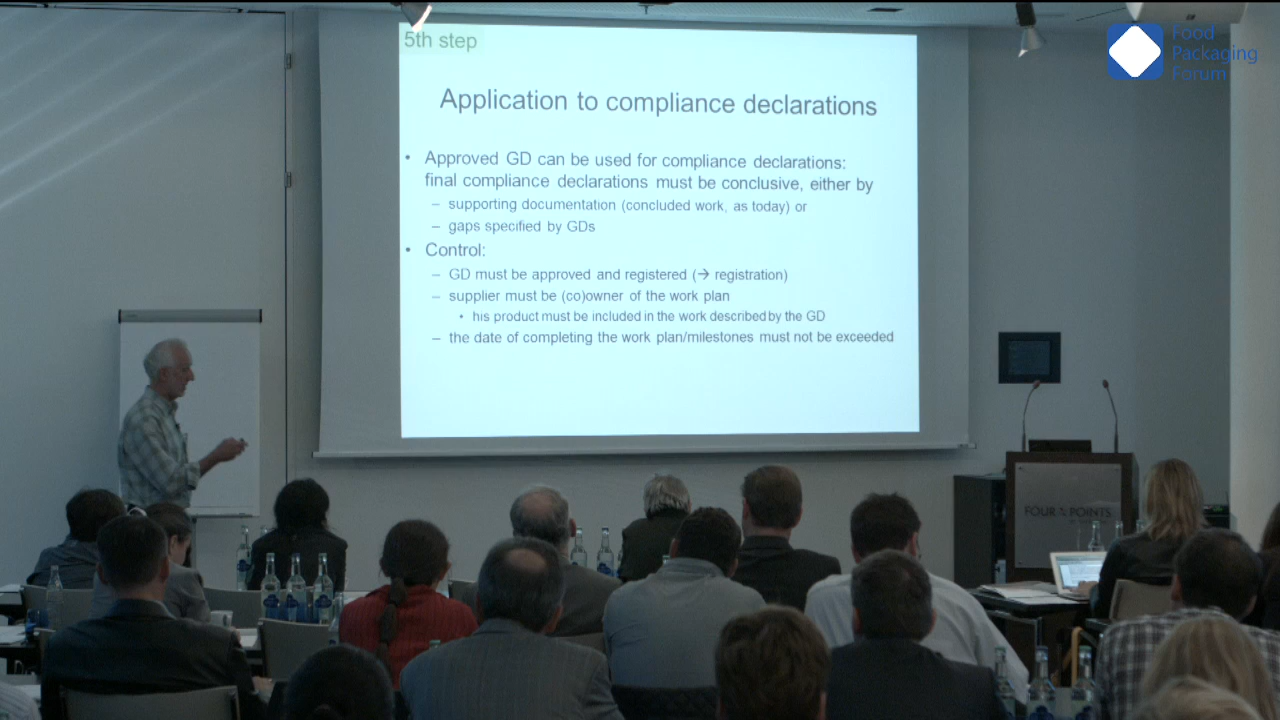 5th step
Food
Packaging
Forum
Application to compliance declarations
• Approved GD can be used for compliance declarations:
final compliance declarations must be conclusive, either by
– supporting documentation (concluded work, as today) or
– gaps specified by GDs
• Control:
– GD must be approved and registered (→ registration)
– supplier must be (co)owner of the work plan
• his product must be included in the work described by the GD
– the date of completing the work plan/milestones must not be exceeded
FOUR POINTS